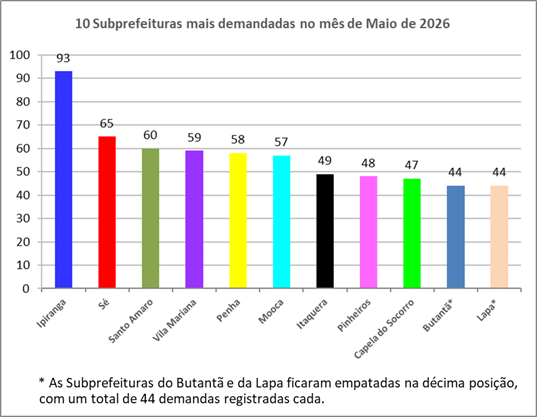 10 Subprefeituras mais demandadas no mês de Maio de 2026
100
90
80
70
60
50
40
30
20
10
0
93
65
60
59
58
57
49
48
47
44
44
Ipiranga
Sé
Santo Amaro
Vila Mariana
Penha
Mooca
Itaquera
Pinheiros
Capela do Socorro
Butantã*
Lapa*
* As Subprefeituras do Butantã e da Lapa ficaram empatadas na décima posição,
com um total de 44 demandas registradas cada.